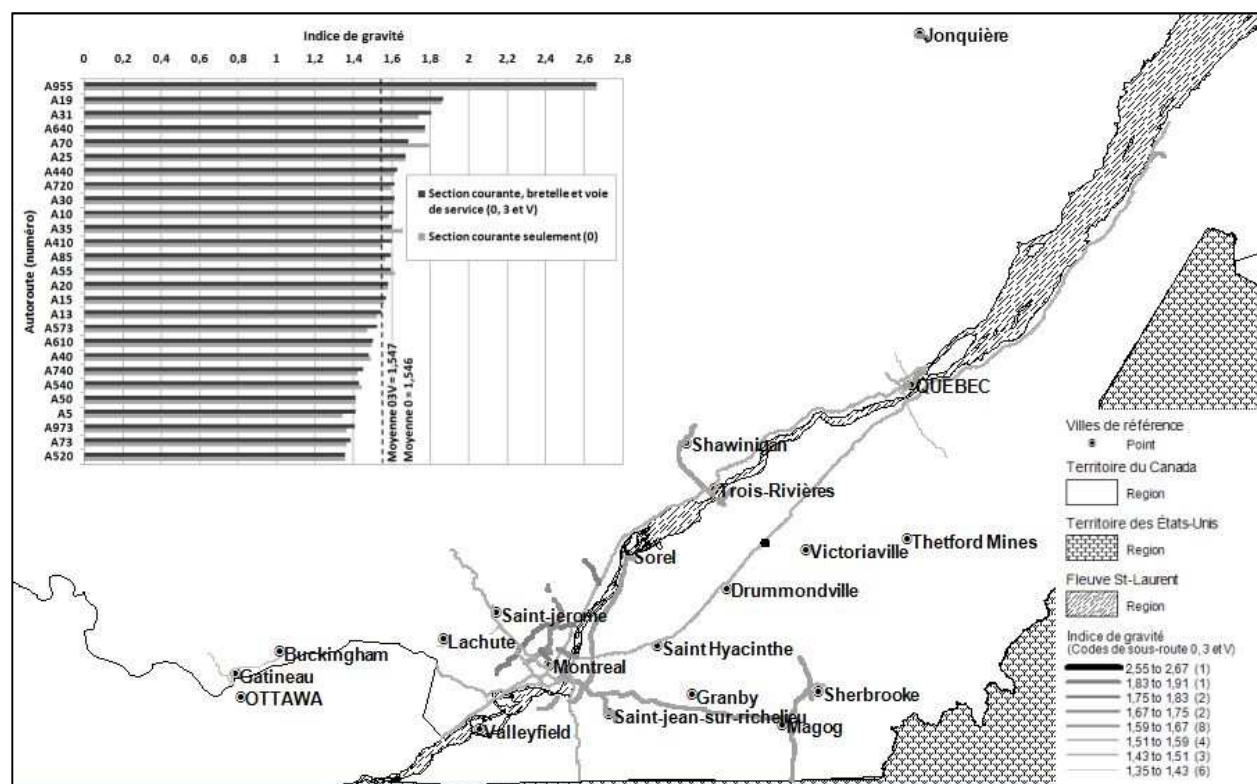 Indice de gravité
0 0,2 0,4 0,6 0,8 1 1,2 1,4 1,6 1,8 2 2,2 2,4 2,6 2,8
Autoroute (numéro)
A955
A19
A31
A640
A70
A25
A440
A720
A30
A10
A35
A410
A85
A55
A20
A15
A13
A573
A610
A40
A740
A540
A50
A5
A973
A73
A520
Section courante, bretelle et voie
de service (0, 3 et V)
Section courante seulement (0)
Moyenne 03V = 1,547
Moyenne 0 = 1,546
Jonquière
QUÉBEC
Shawinigan
Trois-Rivières
Sorel
Victoriaville
Thetford Mines
Drummondville
Saint-jerome
Lachute
Buckingham
Gatineau
OTTAWA
Montreal
Saint Hyacinthe
Granby
Sherbrooke
Saint-jean-sur-richelieu
Magog
Valleyfield
Villes de référence
Point
Territoire du Canada
Region
Territoire des États-Unis
Region
Fleuve St-Laurent
Region
Indice de gravité
(Codes de sous-route 0, 3 et V)
2,55 to 2,67 (1)
1,83 to 1,91 (1)
1,75 to 1,83 (2)
1,67 to 1,75 (2)
1,59 to 1,67 (8)
1,51 to 1,59 (4)
1,43 to 1,51 (3)
1,35 to 1,43 (6)